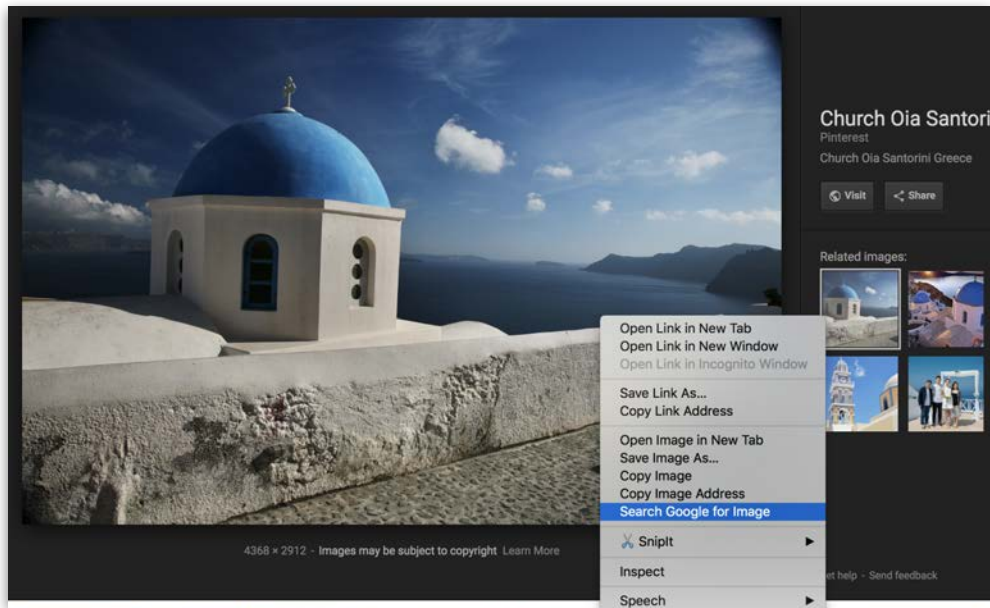 Church Oia Santori
Pinterest
Church Oia Santorini Greece
Visit
Share
Related images:
Open Link in New Tab
Open Link in New Window
Open Link in Incognito Window
Save Link As...
Copy Link Address
Open Image in New Tab
Save Image As...
Copy Image
Copy Image Address
Search Google for Image
SnipIt
Inspect
Speech
4368 × 2912 - Images may be subject to copyright Learn More
et help - Send feedback